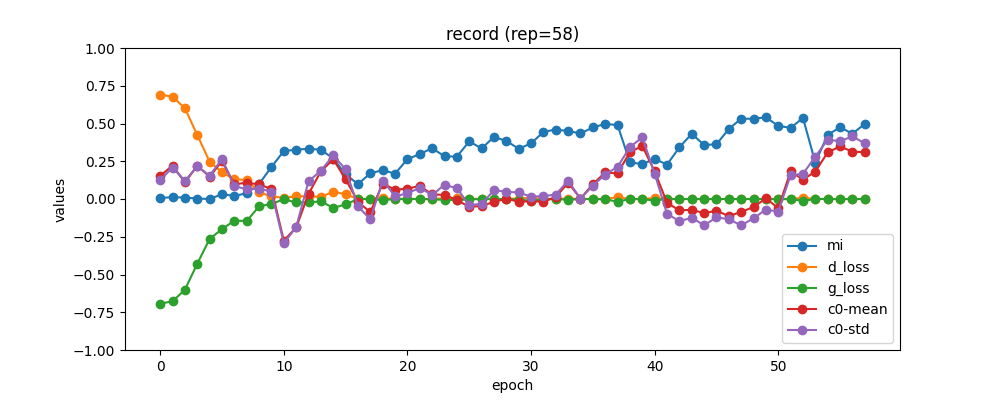 record (rep=58)
1.00
0.75
0.50
0.25
0.00
−0.25
−0.50
−0.75
−1.00
values
0 10 20 30 40 50
epoch
mi
d_loss
g_loss
c0-mean
c0-std